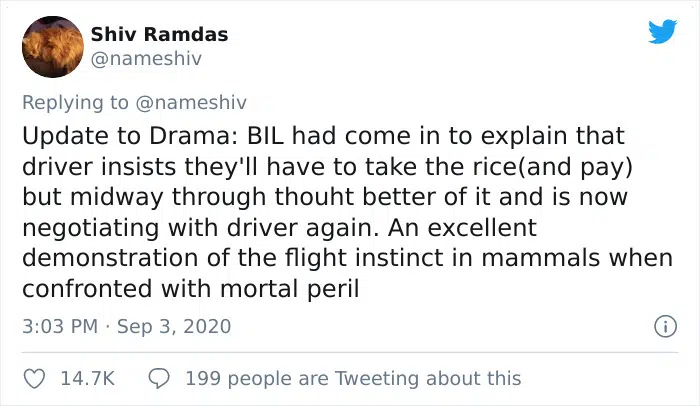 Shiv Ramdas
@nameshiv
Replying to @nameshiv
Update to Drama: BIL had come in to explain that
driver insists they'll have to take the rice(and pay)
but midway through thouht better of it and is now
negotiating with driver again. An excellent
demonstration of the flight instinct in mammals when
confronted with mortal peril
3:03 PM · Sep 3, 2020
14.7K 199 people are Tweeting about this